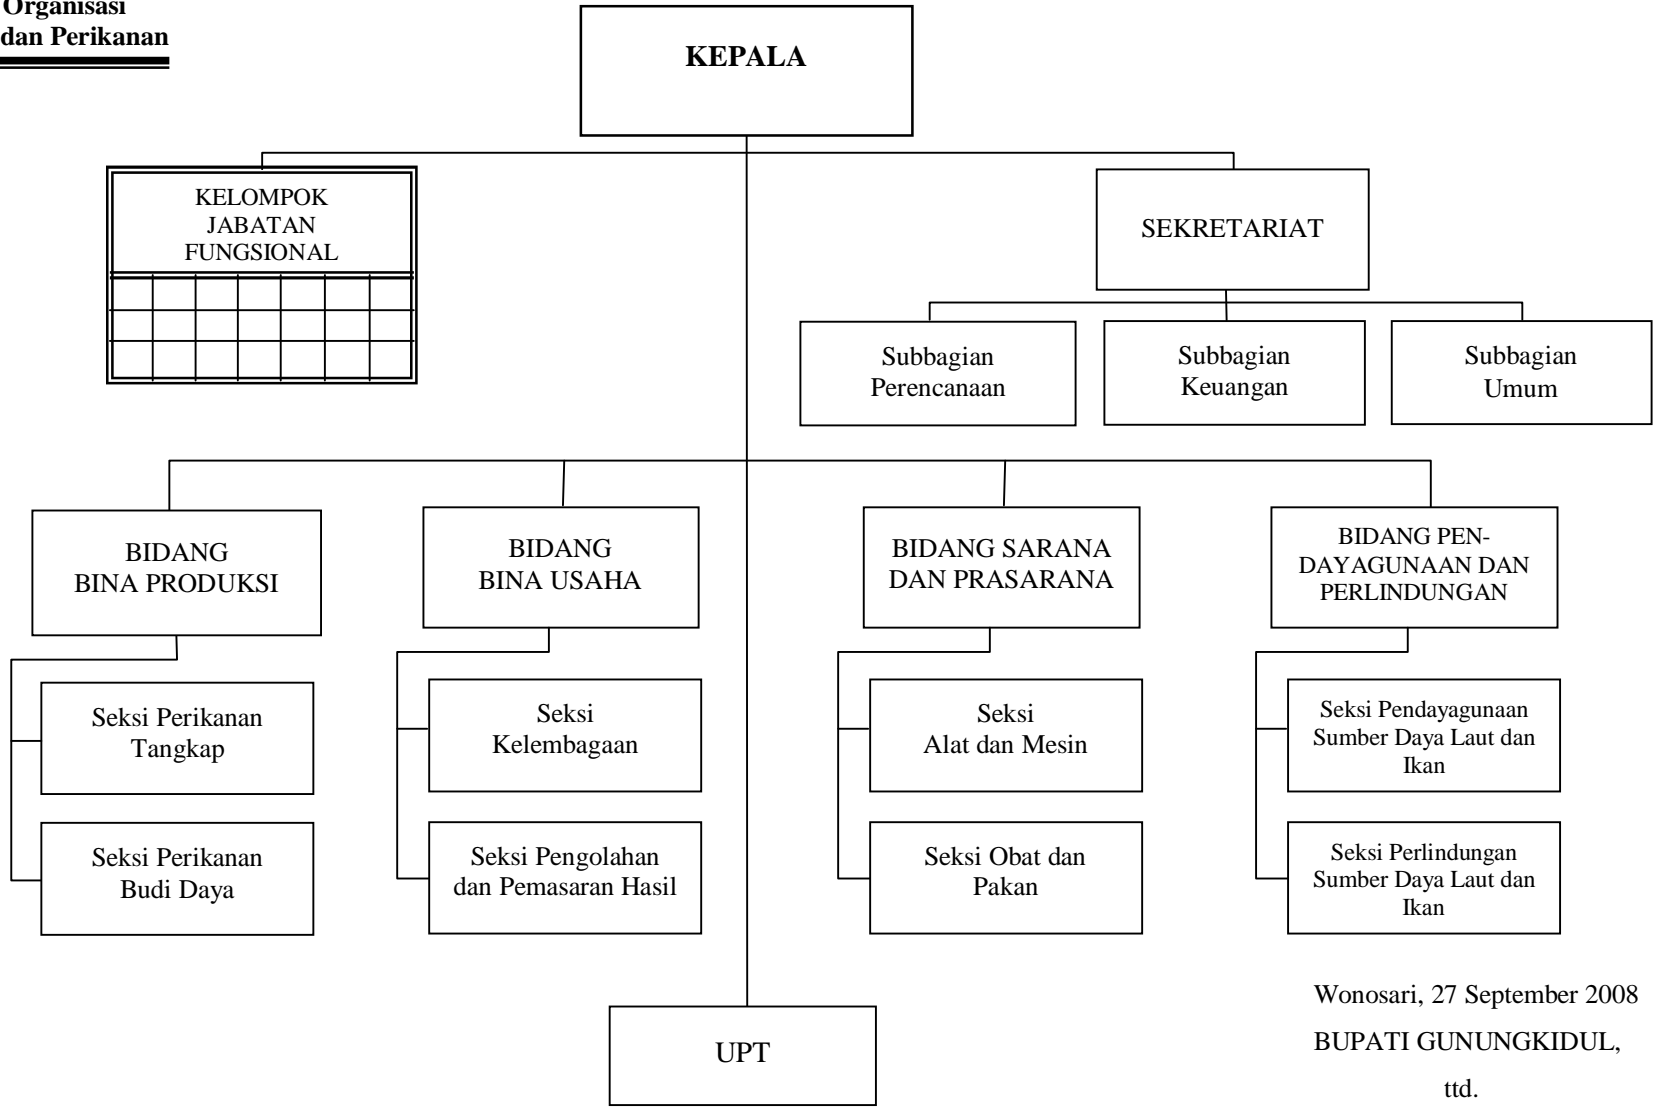 Organisasi
dan Perikanan
KEPALA
KELOMPOK
JABATAN
FUNGSIONAL
SEKRETARIAT
Subbagian
Perencanaan
Subbagian
Keuangan
Subbagian
Umum
BIDANG
BINA PRODUKSI
BIDANG
BINA USAHA
BIDANG SARANA
DAN PRASARANA
BIDANG PEN-
DAYAGUNAAN DAN
PERLINDUNGAN
Seksi Perikanan
Tangkap
Seksi
Kelembagaan
Seksi
Alat dan Mesin
Seksi Pendayagunaan
Sumber Daya Laut dan
Ikan
Seksi Perikanan
Budi Daya
Seksi Pengolahan
dan Pemasaran Hasil
Seksi Obat dan
Pakan
Seksi Perlindungan
Sumber Daya Laut dan
Ikan
UPT
Wonosari, 27 September 2008
BUPATI GUNUNGKIDUL,
ttd.